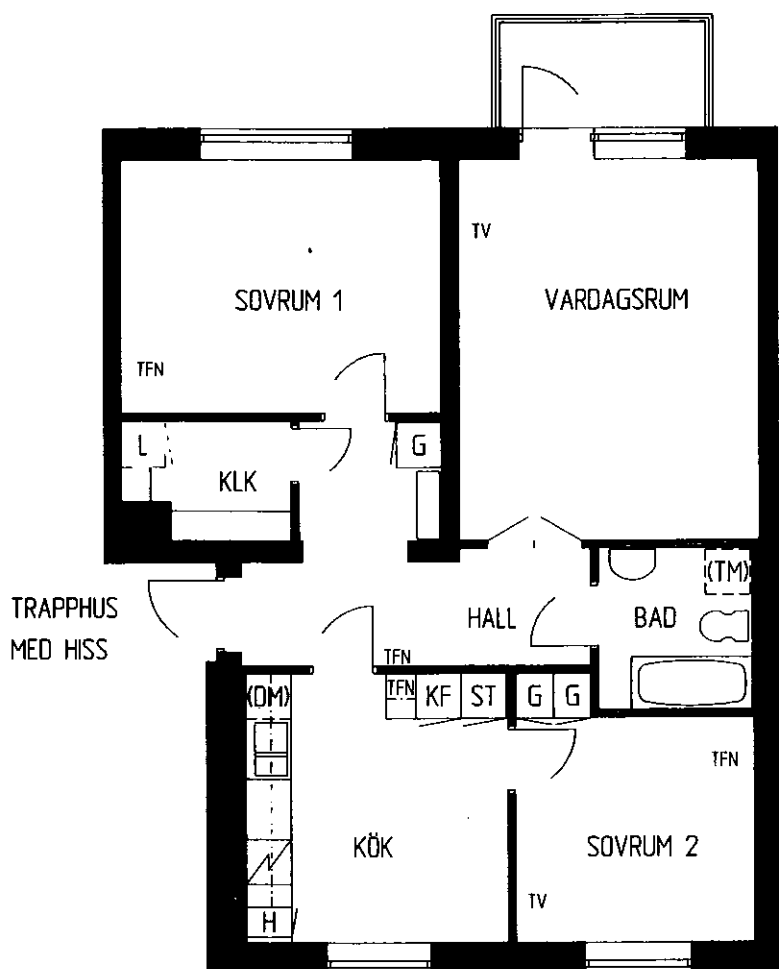 TV
SOVRUM 1
VARDAGSRUM
TFN
L
G
KLK
(TM)
TRAPPHUS
MED HISS
HALL
BAD
TFN
(DM)
TFN
KF
ST
G
G
TFN
KÖK
SOVRUM 2
TV
H